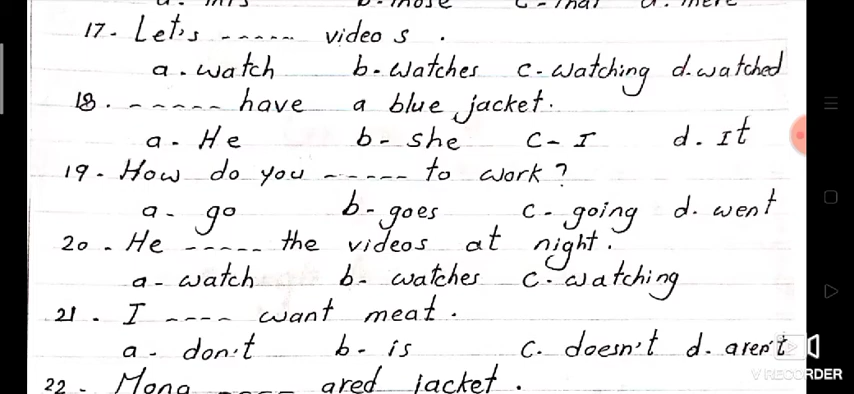 17- Let's ----- videos.
a. watch b- watches c- watching d. watched
18. ----- have a blue jacket.
a- He b- she c- I d. It
19- How do you ----- to work?
a- go b- goes c- going d. went
20- He ----- the videos at night.
a- watch b- watches c- watching
21. I ---- want meat.
a- don't b- is c. doesn't d. aren't
22- Mona ---- a red jacket.
V RECORDER